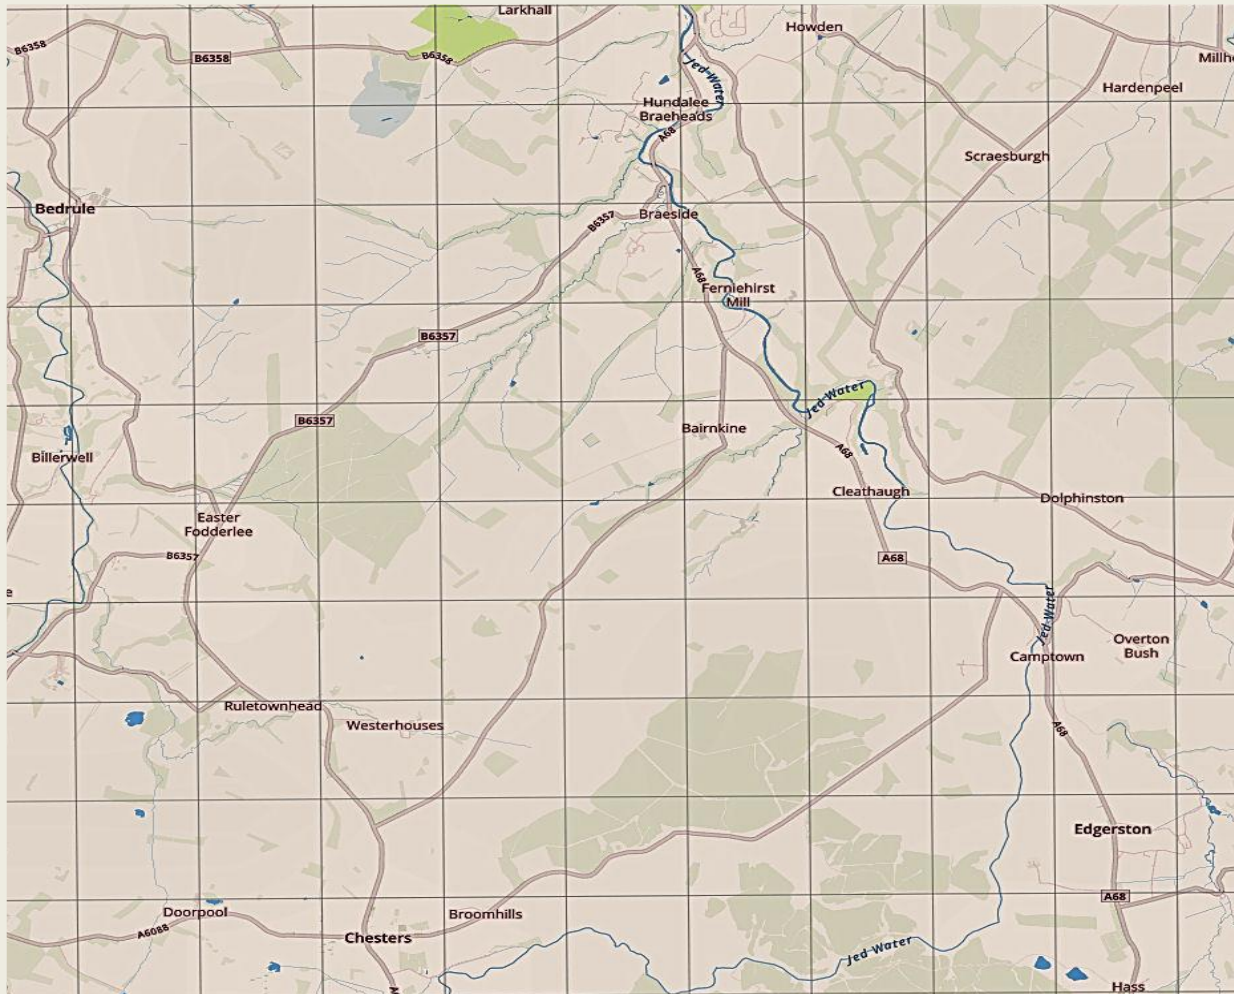 Larkhall
Howden
B6358
B6358
B6358
Millh
Jed Water
Hardenpeel
Hundalee
Braeheads
A68
Scraesburgh
Bedrule
B6357
Braeside
A68
Ferniehirst
Mill
B6357
Jed Water
B6357
Bairnkine
A68
Billerwell
Cleathaugh
Dolphinston
Easter
Fodderlee
B6357
A68
e
Jed Water
Overton
Bush
Camptown
Ruletownhead
Westerhouses
A68
Edgerston
A68
Doorpool
Broomhills
A6088
Chesters
Jed Water
Hass